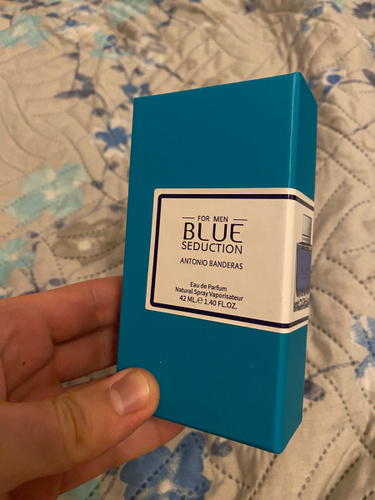 FOR MEN
BLUE
SEDUCTION
ANTONIO BANDERAS
Eau de Parfum
Natural Spray Vaporisateur
42 ML.℮ 1.40 FL.OZ.